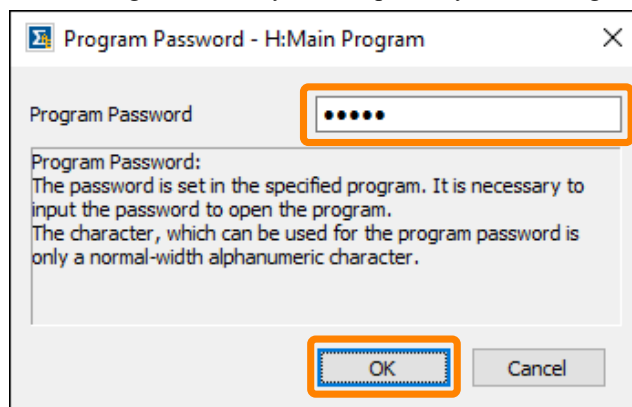 Program Password - H:Main Program
Program Password
•••••
Program Password:
The password is set in the specified program. It is necessary to
input the password to open the program.
The character, which can be used for the program password is
only a normal-width alphanumeric character.
OK Cancel